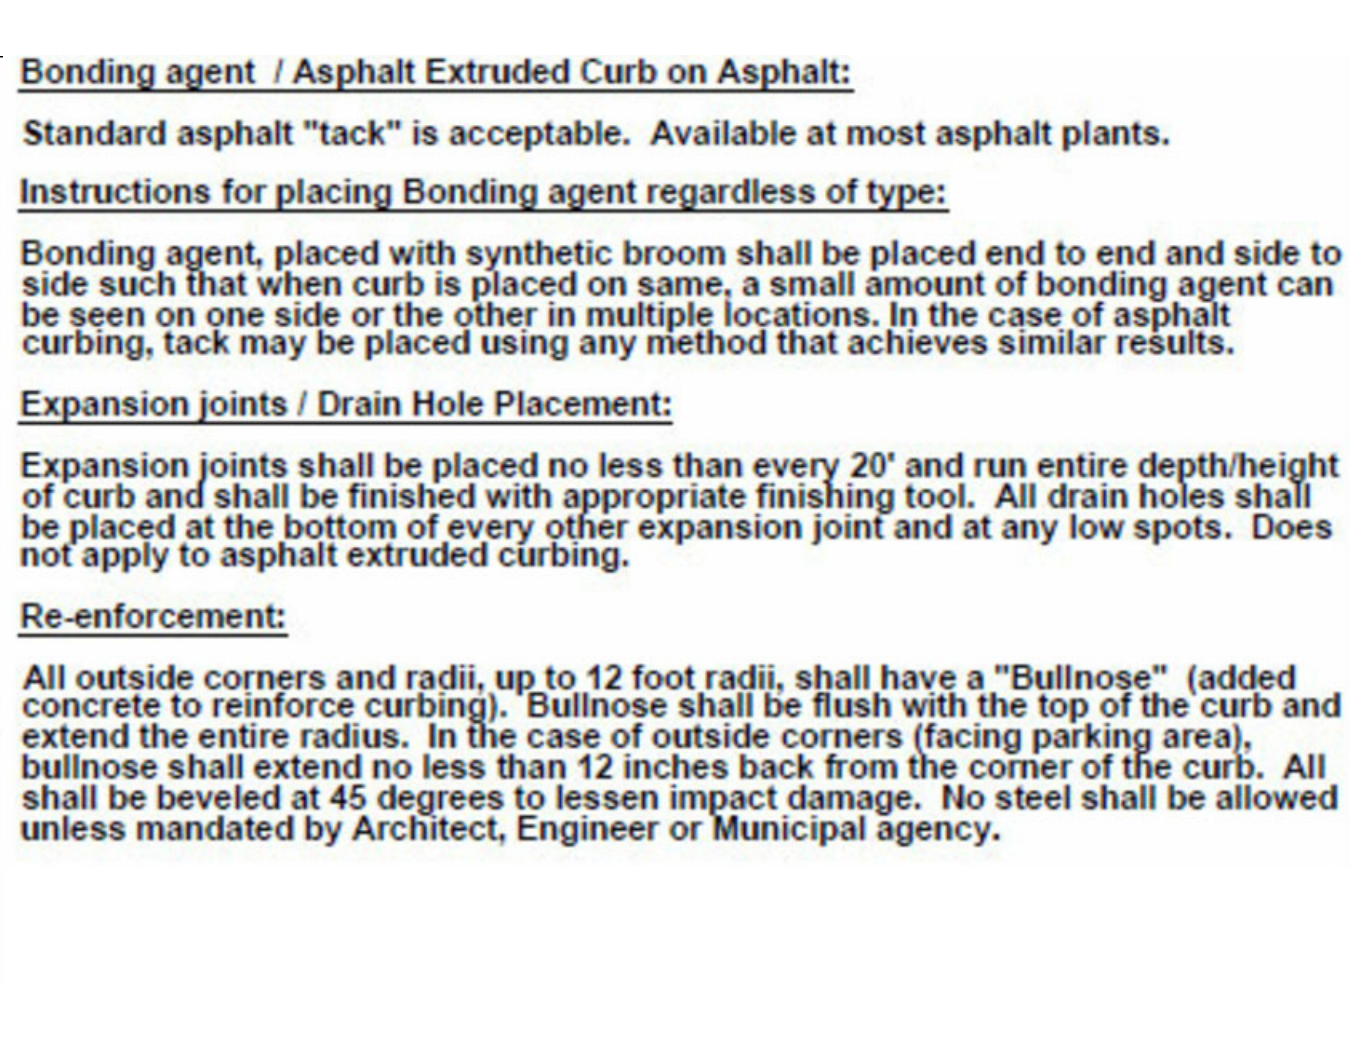 Bonding agent  / Asphalt Extruded Curb on Asphalt:
Standard asphalt "tack" is acceptable.  Available at most asphalt plants.
Instructions for placing Bonding agent regardless of type:
Bonding agent, placed with synthetic broom shall be placed end to end and side to
side such that when curb is placed on same, a small amount of bonding agent can
be seen on one side or the other in multiple locations. In the case of asphalt
curbing, tack may be placed using any method that achieves similar results.
Expansion joints / Drain Hole Placement:
Expansion joints shall be placed no less than every 20' and run entire depth/height
of curb and shall be finished with appropriate finishing tool.  All drain holes shall
be placed at the bottom of every other expansion joint and at any low spots.  Does
not apply to asphalt extruded curbing.
Re-enforcement:
All outside corners and radii, up to 12 foot radii, shall have a "Bullnose"  (added
concrete to reinforce curbing).  Bullnose shall be flush with the top of the curb and
extend the entire radius.  In the case of outside corners (facing parking area),
bullnose shall extend no less than 12 inches back from the corner of the curb.  All
shall be beveled at 45 degrees to lessen impact damage.  No steel shall be allowed
unless mandated by Architect, Engineer or Municipal agency.